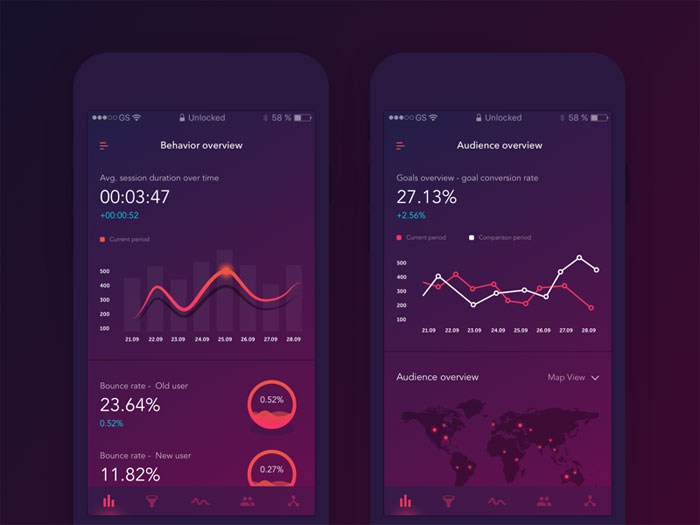 GS
Unlocked
58 %
Behavior overview
Avg. session duration over time
00:03:47
+00:00:52
Current period
500
400
300
200
100
21.09 22.09 23.09 24.09 25.09 26.09 27.09 28.09
Bounce rate - Old user
23.64%
0.52%
0.52%
Bounce rate - New user
11.82%
0.27%
GS
Unlocked
58 %
Audience overview
Goals overview - goal conversion rate
27.13%
+2.56%
Current period
Comparison period
500
400
300
200
100
21.09 22.09 23.09 24.09 25.09 26.09 27.09 28.09
Audience overview
Map View